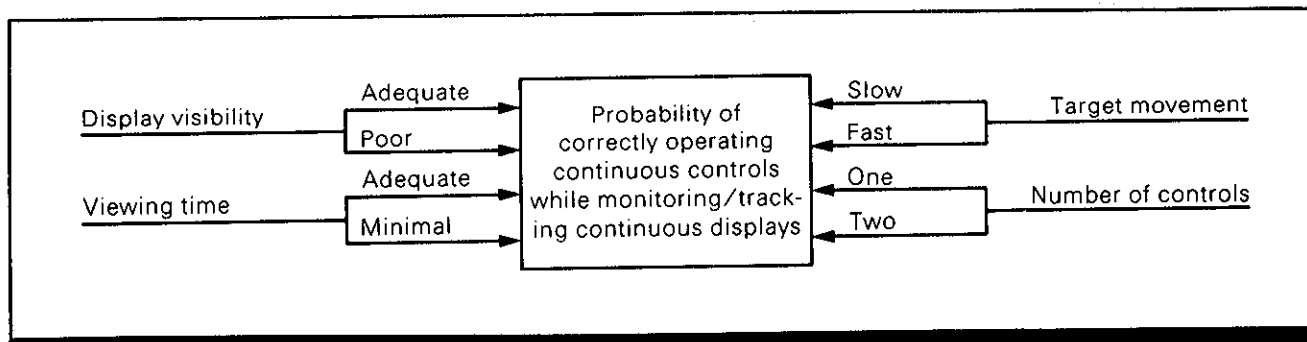 Display visibility
Adequate
Poor
Viewing time
Adequate
Minimal
Probability of
correctly operating
continuous controls
while monitoring/track-
ing continuous displays
Slow
Fast
Target movement
One
Two
Number of controls